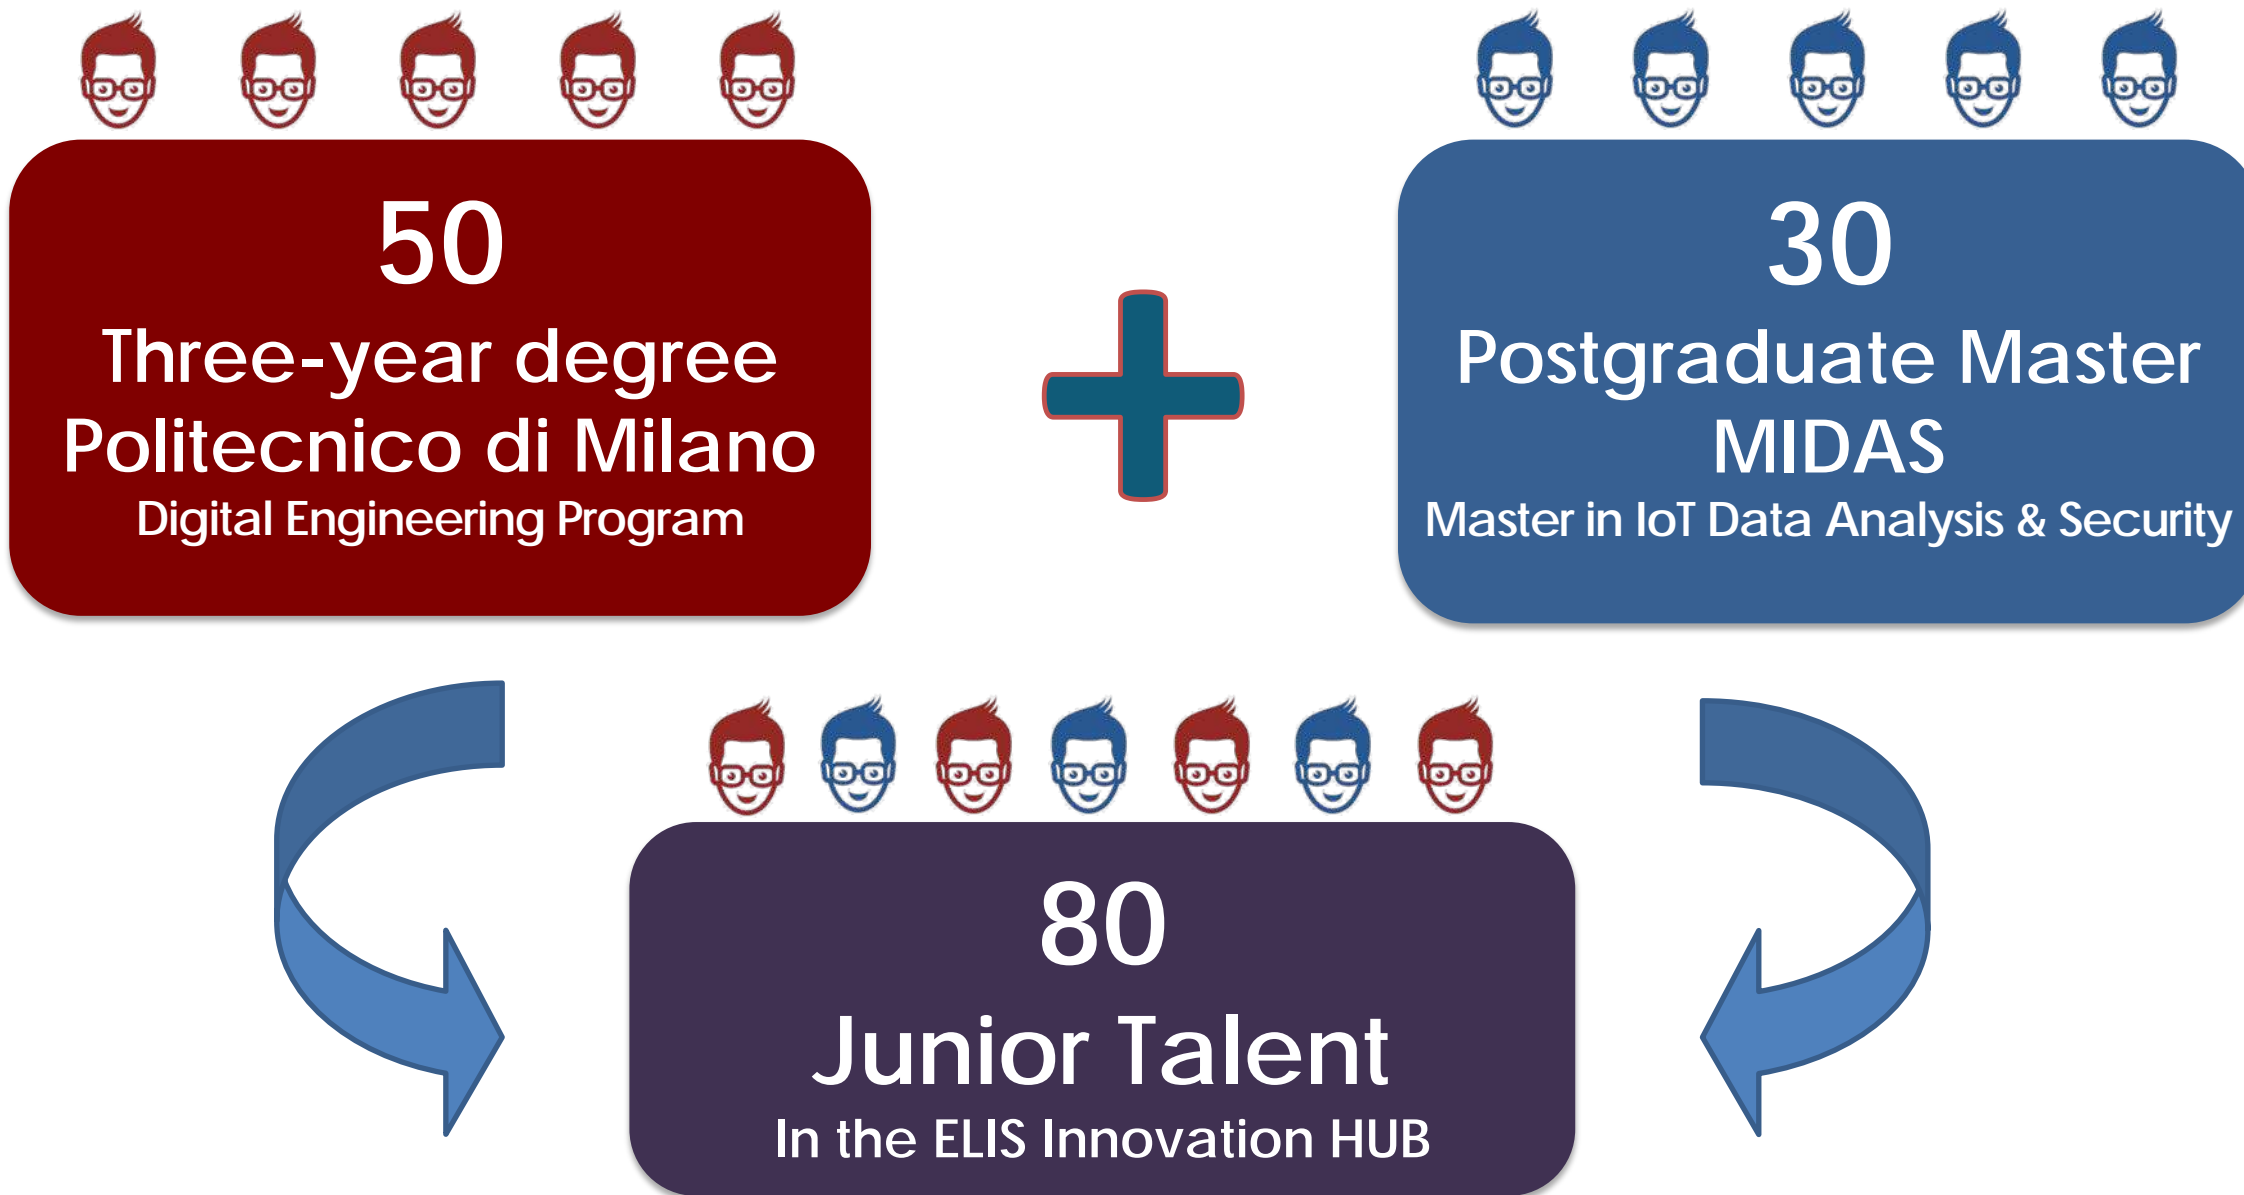 50
Three-year degree
Politecnico di Milano
Digital Engineering Program
30
Postgraduate Master
MIDAS
Master in IoT Data Analysis & Security
80
Junior Talent
In the ELIS Innovation HUB